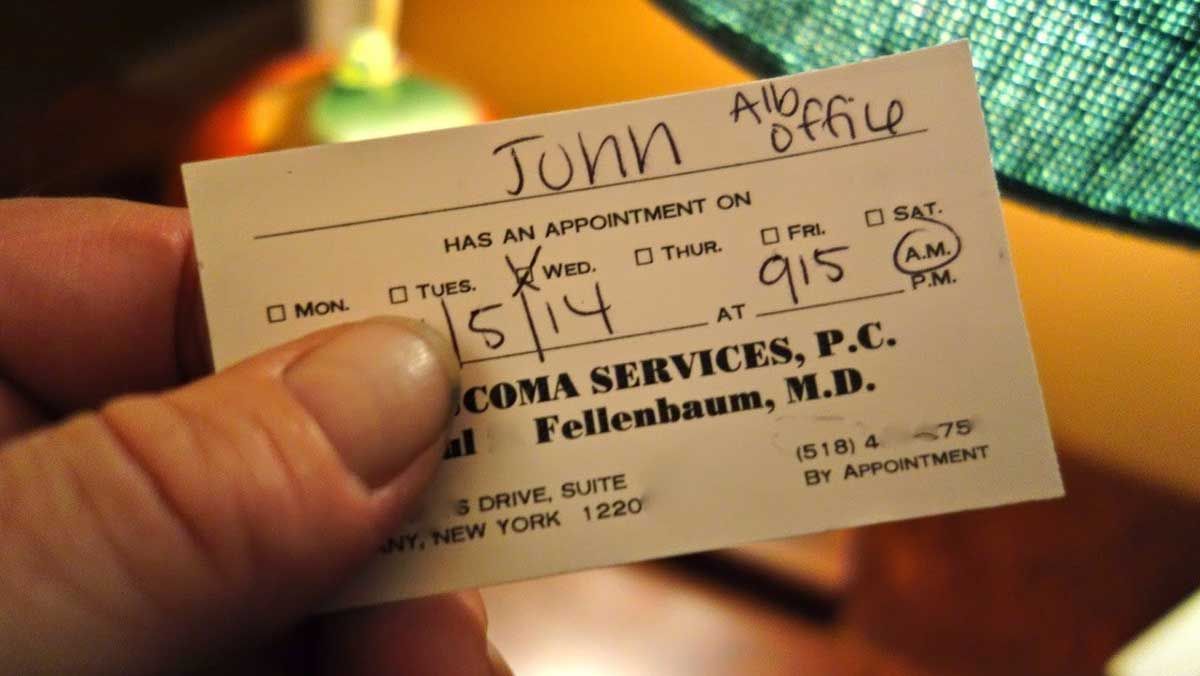 John Alb Office
HAS AN APPOINTMENT ON
MON. TUES. WED. THUR. FRI. SAT.
15/14 AT 915 A.M.
P.M.
COMA SERVICES, P.C.
Fellenbaum, M.D.
(518) 4 75
S DRIVE, SUITE
BY APPOINTMENT
NY, NEW YORK 1220